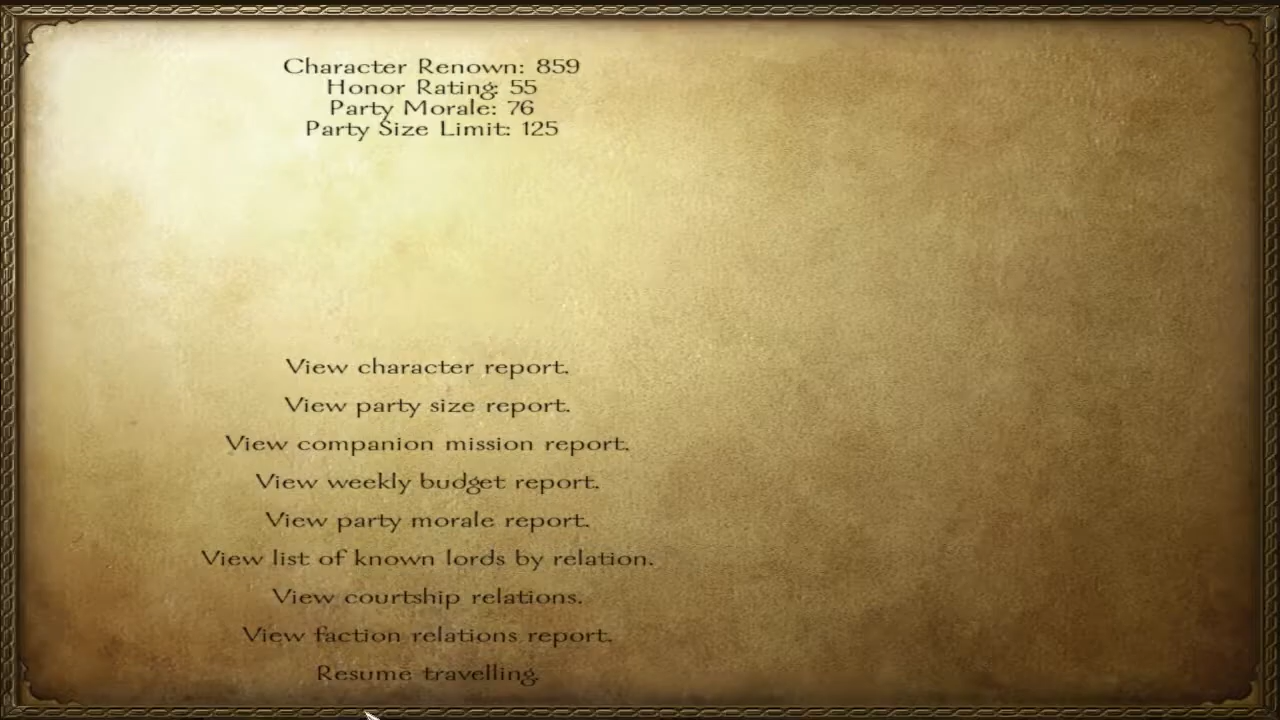 Character Renown: 859
Honor Rating: 55
Party Morale: 76
Party Size Limit: 125
View character report.
View party size report.
View companion mission report.
View weekly budget report.
View party morale report.
View list of known lords by relation.
View courtship relations.
View faction relations report.
Resume travelling.